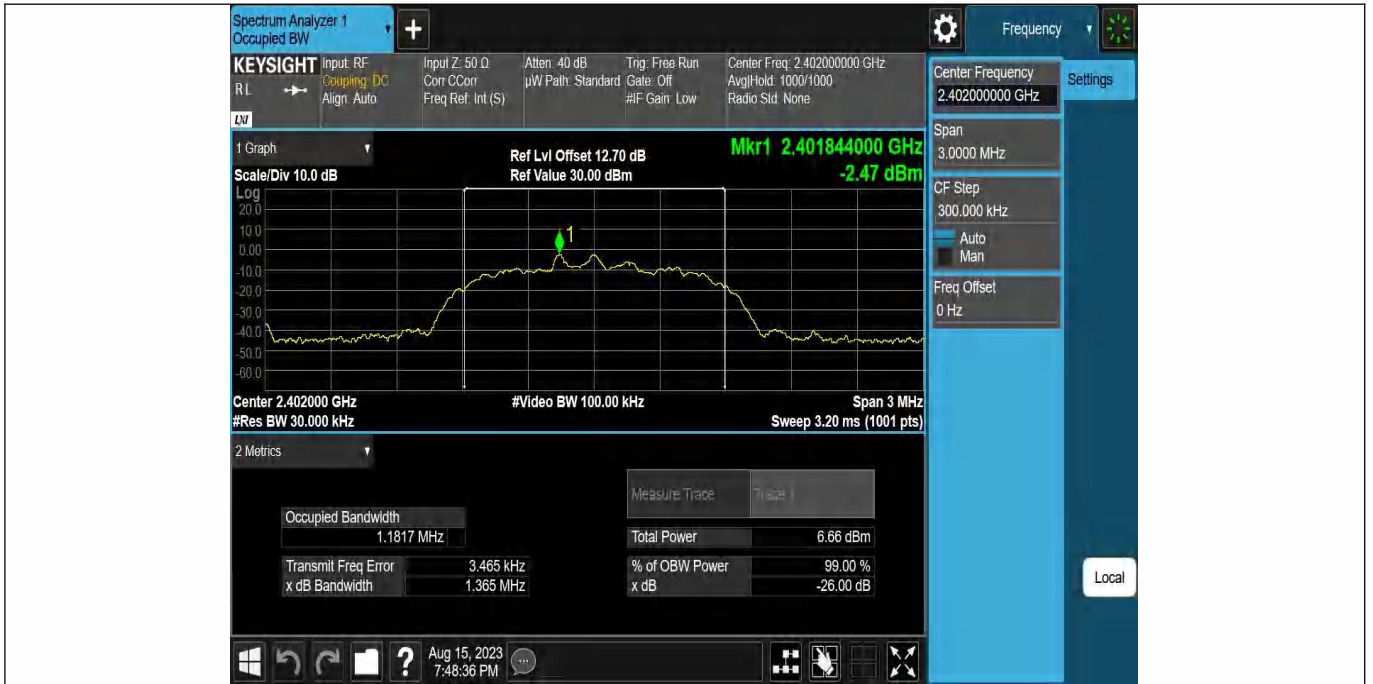 Spectrum Analyzer 1
Occupied BW
+
Frequency
KEYSIGHT
R L
LXI
Input: RF
Coupling: DC
Align: Auto
Input Z: 50 Ω
Corr CCorr
Freq Ref: Int (S)
Atten: 40 dB
µW Path: Standard
Trig: Free Run
Gate: Off
#IF Gain: Low
Center Freq: 2.402000000 GHz
Avg|Hold: 1000/1000
Radio Std: None
Center Frequency
2.402000000 GHz
Settings
Span
3.0000 MHz
CF Step
300.000 kHz
Auto
Man
Freq Offset
0 Hz
Local
1 Graph
Scale/Div 10.0 dB
Ref Lvl Offset 12.70 dB
Ref Value 30.00 dBm
Mkr1 2.401844000 GHz
-2.47 dBm
Log
20.0
10.0
0.00
-10.0
-20.0
-30.0
-40.0
-50.0
-60.0
1
Center 2.402000 GHz
#Res BW 30.000 kHz
#Video BW 100.00 kHz
Span 3 MHz
Sweep 3.20 ms (1001 pts)
2 Metrics
Measure Trace Trace 1
Occupied Bandwidth
1.1817 MHz
Total Power 6.66 dBm
Transmit Freq Error 3.465 kHz
% of OBW Power 99.00 %
x dB Bandwidth 1.365 MHz
x dB -26.00 dB
?
Aug 15, 2023
7:48:36 PM